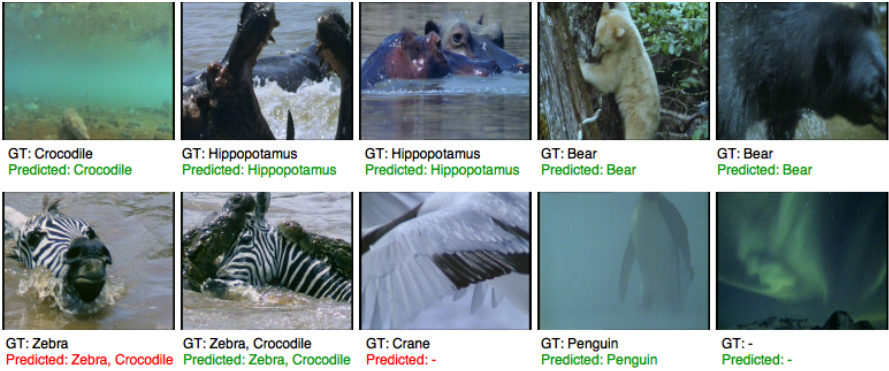 GT: Crocodile
Predicted: Crocodile
GT: Hippopotamus
Predicted: Hippopotamus
GT: Hippopotamus
Predicted: Hippopotamus
GT: Bear
Predicted: Bear
GT: Bear
Predicted: Bear
GT: Zebra
Predicted: Zebra, Crocodile
GT: Zebra, Crocodile
Predicted: Zebra, Crocodile
GT: Crane
Predicted: -
GT: Penguin
Predicted: Penguin
GT: -
Predicted: -